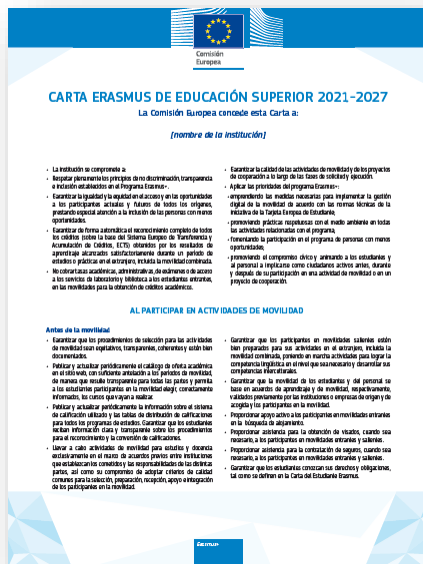 Comisión
Europea
CARTA ERASMUS DE EDUCACIÓN SUPERIOR 2021-2027
La Comisión Europea concede esta Carta a:
[nombre de la institución]
• La institución se compromete a:
• Respetar plenamente los principios de no discriminación, transparencia
e inclusión establecidos en el Programa Erasmus+.
• Garantizar la igualdad y la equidad en el acceso y en las oportunidades
a los participantes actuales y futuros de todos los orígenes,
prestando especial atención a la inclusión de las personas con menos
oportunidades.
• Garantizar de forma automática el reconocimiento completo de todos
los créditos (sobre la base del Sistema Europeo de Transferencia y
Acumulación de Créditos, ECTS) obtenidos por los resultados de
aprendizaje alcanzados satisfactoriamente durante un período de
estudios o prácticas en el extranjero, incluida la movilidad combinada.
• No cobrar tasas académicas, administrativas, de exámenes o de acceso
a los servicios de laboratorio y biblioteca a los estudiantes entrantes,
en las movilidades para la obtención de créditos académicos.
• Garantizar la calidad de las actividades de movilidad y de los proyectos
de cooperación a lo largo de las fases de solicitud y ejecución.
• Aplicar las prioridades del programa Erasmus+:
• emprendiendo las medidas necesarias para implementar la gestión
digital de la movilidad de acuerdo con las normas técnicas de la
Iniciativa de la Tarjeta Europea de Estudiante;
• promoviendo prácticas respetuosas con el medio ambiente en todas
las actividades relacionadas con el programa;
• fomentando la participación en el programa de personas con menos
oportunidades;
• promoviendo el compromiso cívico y animando a los estudiantes y
al personal a implicarse como ciudadanos activos antes, durante
y después de su participación en una actividad de movilidad o en un
proyecto de cooperación.
AL PARTICIPAR EN ACTIVIDADES DE MOVILIDAD
Antes de la movilidad
• Garantizar que los procedimientos de selección para las actividades
de movilidad sean equitativos, transparentes, coherentes y estén bien
documentados.
• Publicar y actualizar periódicamente el catálogo de oferta académica
en el sitio web, con suficiente antelación a los períodos de movilidad,
de manera que resulte transparente para todas las partes y permita
a los estudiantes participantes en la movilidad elegir, correctamente
informados, los cursos que vayan a realizar.
• Publicar y actualizar periódicamente la información sobre el sistema
de calificación utilizado y las tablas de distribución de calificaciones
para todos los programas de estudios. Garantizar que los estudiantes
reciban información clara y transparente sobre los procedimientos
para el reconocimiento y la conversión de calificaciones.
• Llevar a cabo actividades de movilidad para estudios y docencia
exclusivamente en el marco de acuerdos previos entre instituciones
que establezcan los cometidos y las responsabilidades de las distintas
partes, así como su compromiso de adoptar criterios de calidad
comunes para la selección, preparación, recepción, apoyo e integración
de los participantes en la movilidad.
• Garantizar que los participantes en movilidades salientes estén
bien preparados para sus actividades en el extranjero, incluida la
movilidad combinada, poniendo en marcha actividades para lograr la
competencia lingüística en el nivel que sea necesario y desarrollar sus
competencias interculturales.
• Garantizar que la movilidad de los estudiantes y del personal se
base en acuerdos de aprendizaje y de movilidad, respectivamente,
validados previamente por las instituciones o empresas de origen y de
acogida y los participantes en la movilidad.
• Proporcionar apoyo activo a los participantes en movilidades entrantes
en la búsqueda de alojamiento.
• Proporcionar asistencia para la obtención de visados, cuando sea
necesario, a los participantes en movilidades entrantes y salientes.
• Proporcionar asistencia para la contratación de seguros, cuando sea
necesario, a los participantes en movilidades entrantes y salientes.
• Garantizar que los estudiantes conozcan sus derechos y obligaciones,
tal como se definen en la Carta del Estudiante Erasmus.
Erasmus+